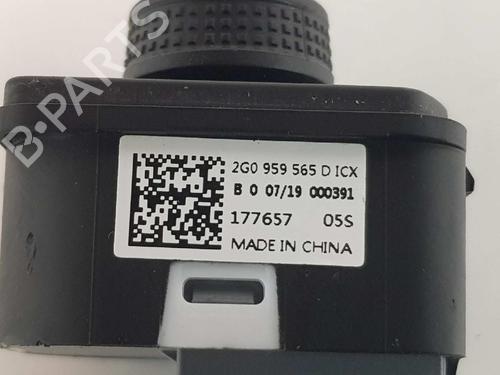 B·PARTS
2G0 959 565 D ICX
B 0 07/19 000391
177657 05S
MADE IN CHINA